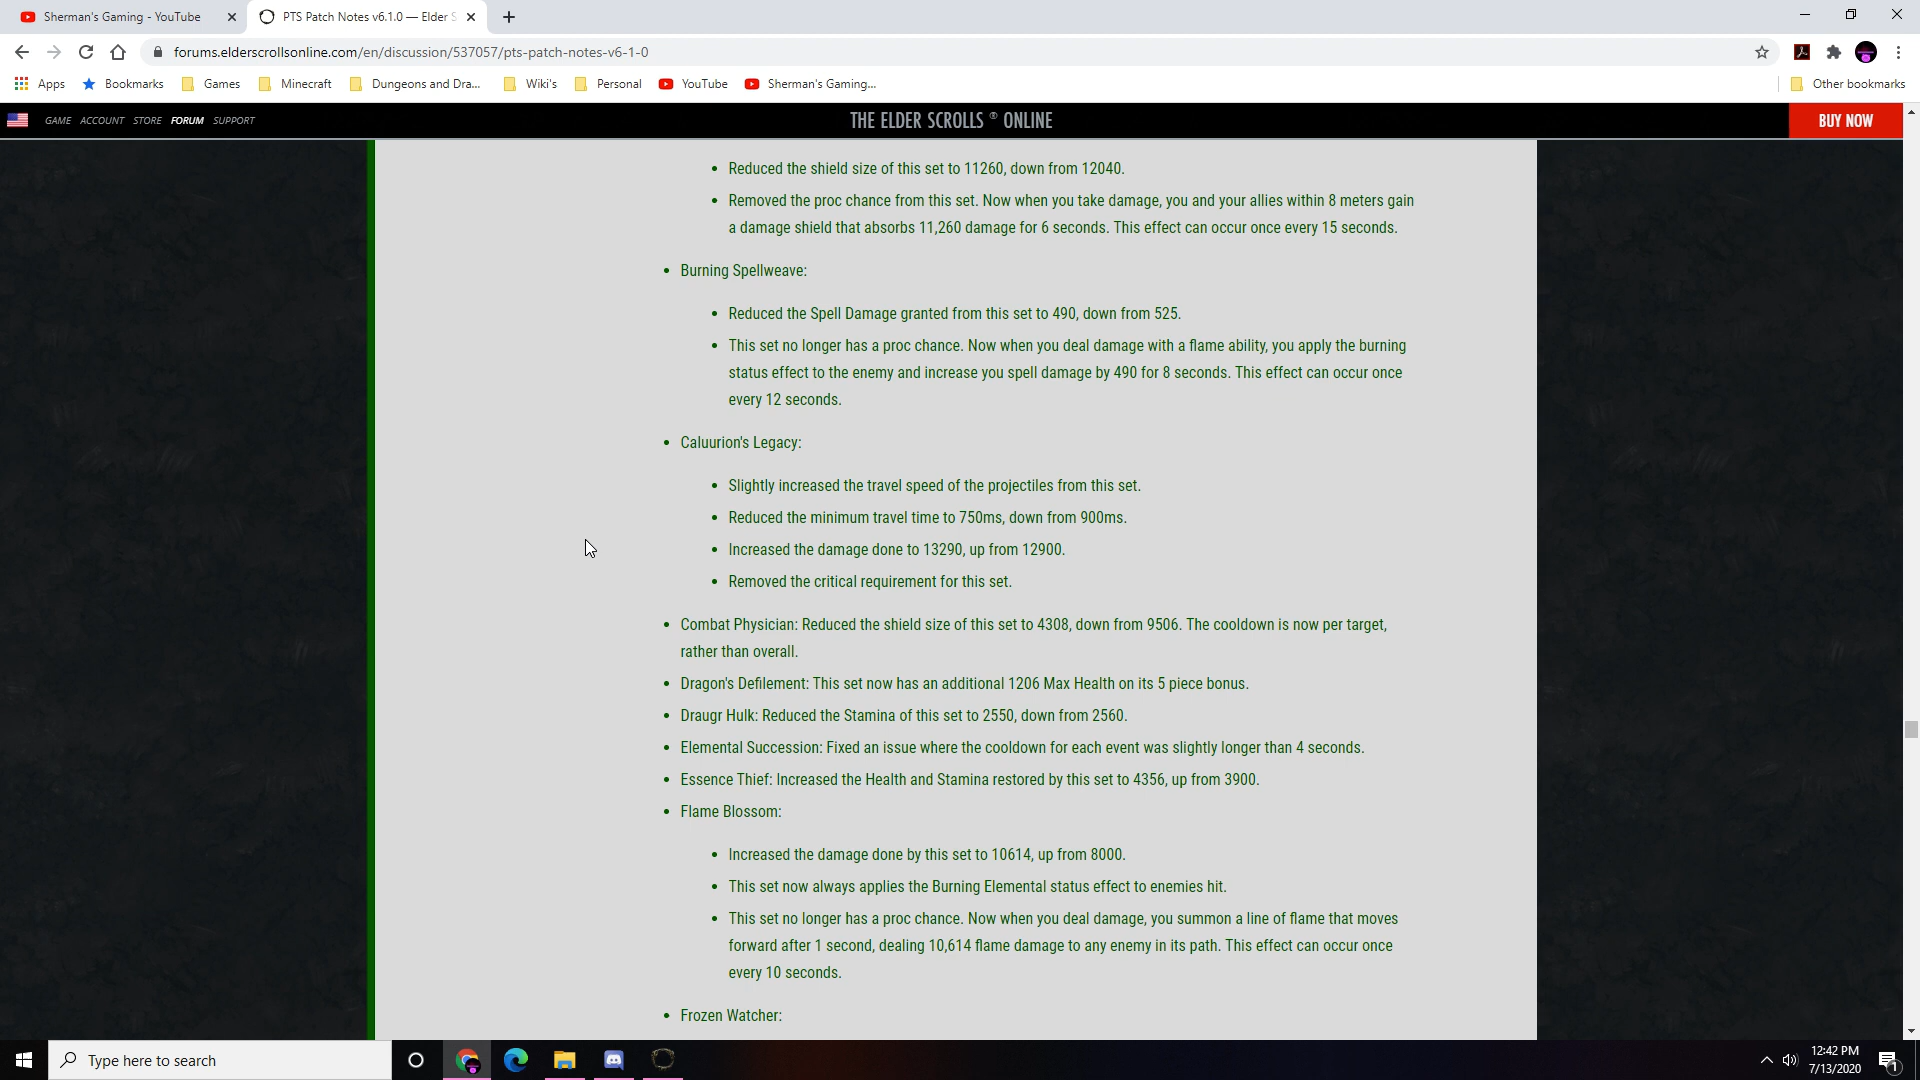 Sherman's Gaming - YouTube
PTS Patch Notes v6.1.0 — Elder S
forums.elderscrollsonline.com/en/discussion/537057/pts-patch-notes-v6-1-0
Apps Bookmarks Games Minecraft Dungeons and Dra... Wiki's Personal YouTube Sherman's Gaming... Other bookmarks
GAME ACCOUNT STORE FORUM SUPPORT THE ELDER SCROLLS ® ONLINE BUY NOW
• Reduced the shield size of this set to 11260, down from 12040.
• Removed the proc chance from this set. Now when you take damage, you and your allies within 8 meters gain
a damage shield that absorbs 11,260 damage for 6 seconds. This effect can occur once every 15 seconds.
• Burning Spellweave:
• Reduced the Spell Damage granted from this set to 490, down from 525.
• This set no longer has a proc chance. Now when you deal damage with a flame ability, you apply the burning
status effect to the enemy and increase you spell damage by 490 for 8 seconds. This effect can occur once
every 12 seconds.
• Caluurion's Legacy:
• Slightly increased the travel speed of the projectiles from this set.
• Reduced the minimum travel time to 750ms, down from 900ms.
• Increased the damage done to 13290, up from 12900.
• Removed the critical requirement for this set.
• Combat Physician: Reduced the shield size of this set to 4308, down from 9506. The cooldown is now per target,
rather than overall.
• Dragon's Defilement: This set now has an additional 1206 Max Health on its 5 piece bonus.
• Draugr Hulk: Reduced the Stamina of this set to 2550, down from 2560.
• Elemental Succession: Fixed an issue where the cooldown for each event was slightly longer than 4 seconds.
• Essence Thief: Increased the Health and Stamina restored by this set to 4356, up from 3900.
• Flame Blossom:
• Increased the damage done by this set to 10614, up from 8000.
• This set now always applies the Burning Elemental status effect to enemies hit.
• This set no longer has a proc chance. Now when you deal damage, you summon a line of flame that moves
forward after 1 second, dealing 10,614 flame damage to any enemy in its path. This effect can occur once
every 10 seconds.
• Frozen Watcher:
Type here to search
12:42 PM
7/13/2020
1